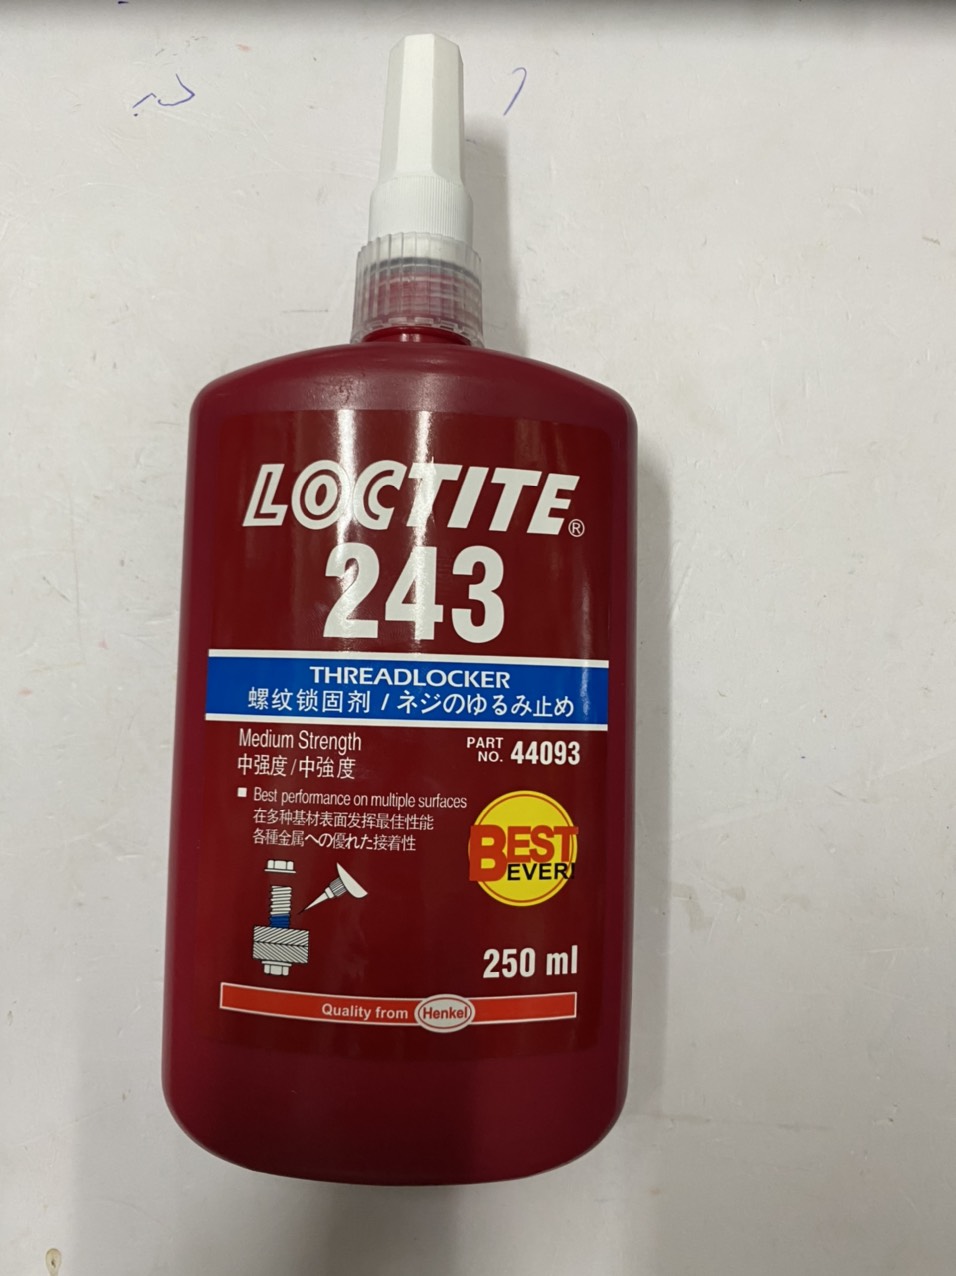 LOCTITE®
243
THREADLOCKER
螺纹锁固剂 / ネジのゆるみ止め
Medium Strength
中强度/中強度
PART NO. 44093
■ Best performance on multiple surfaces
在多种基材表面发挥最佳性能
各種金属への優れた接着性
BEST
EVER!
250 ml
Quality from Henkel